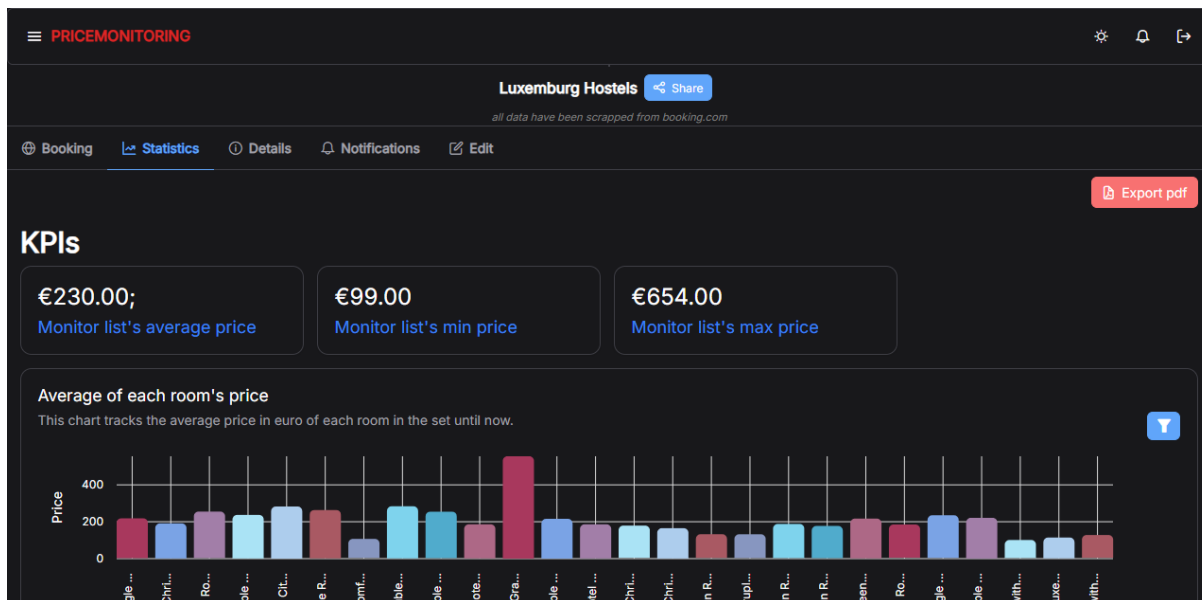 PRICEMONITORING
Luxemburg Hostels Share
all data have been scrapped from booking.com
Booking Statistics Details Notifications Edit
Export pdf
KPIs
€230.00; €99.00 €654.00
Monitor list's average price Monitor list's min price Monitor list's max price
Average of each room's price
This chart tracks the average price in euro of each room in the set until now.
Price
400
200
0